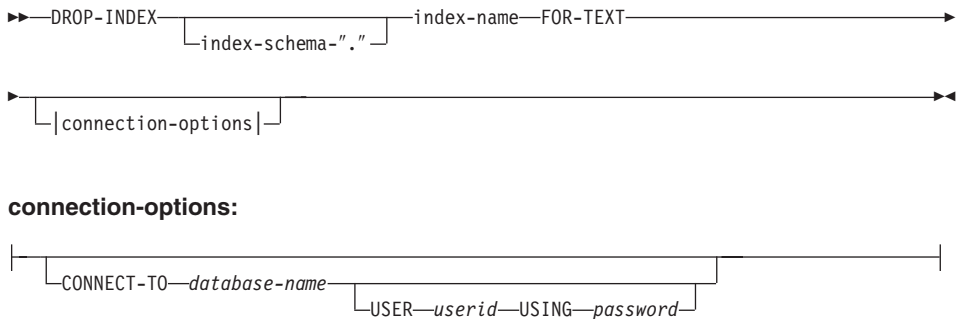 DROP-INDEX index-name FOR-TEXT
index-schema-"."
|connection-options|
connection-options:
CONNECT-TO database-name
USER userid USING password